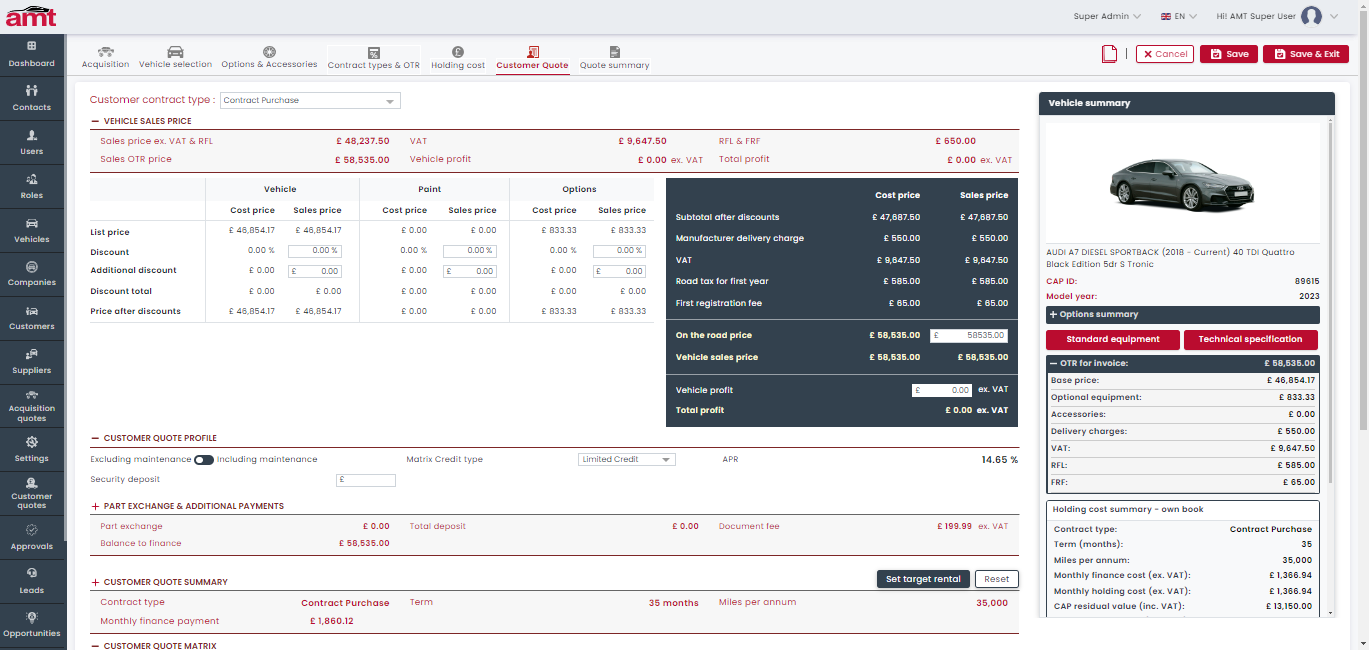 amt
Super Admin
EN
Hi! AMT Super User
Dashboard
Contacts
Users
Roles
Vehicles
Companies
Customers
Suppliers
Acquisition
quotes
Settings
Customer
quotes
Approvals
Leads
Opportunities
Acquisition
Vehicle selection
Options & Accessories
Contract types & OTR
Holding cost
Customer Quote
Quote summary
Cancel
Save
Save & Exit
Customer contract type :
Contract Purchase
VEHICLE SALES PRICE
Sales price ex. VAT & RFL £ 48,237.50 VAT £ 9,647.50 RFL & FRF £ 650.00
Sales OTR price £ 58,535.00 Vehicle profit £ 0.00 ex. VAT Total profit £ 0.00 ex. VAT
Vehicle Paint Options
Cost price Sales price Cost price Sales price Cost price Sales price
List price £ 46,854.17 £ 46,854.17 £ 0.00 £ 0.00 £ 833.33 £ 833.33
Discount 0.00 % 0.00 % 0.00 % 0.00 % 0.00 % 0.00 %
Additional discount £ 0.00 £ 0.00 £ 0.00 £ 0.00 £ 0.00 £ 0.00
Discount total £ 0.00 £ 0.00 £ 0.00 £ 0.00 £ 0.00 £ 0.00
Price after discounts £ 46,854.17 £ 46,854.17 £ 0.00 £ 0.00 £ 833.33 £ 833.33
Cost price Sales price
Subtotal after discounts £ 47,687.50 £ 47,687.50
Manufacturer delivery charge £ 550.00 £ 550.00
VAT £ 9,647.50 £ 9,647.50
Road tax for first year £ 585.00 £ 585.00
First registration fee £ 65.00 £ 65.00
On the road price £ 58,535.00 £ 58535.00
Vehicle sales price £ 58,535.00 £ 58,535.00
Vehicle profit £ 0.00 ex. VAT
Total profit £ 0.00 ex. VAT
CUSTOMER QUOTE PROFILE
Excluding maintenance Including maintenance Matrix Credit type Limited Credit APR 14.65 %
Security deposit £
PART EXCHANGE & ADDITIONAL PAYMENTS
Part exchange £ 0.00 Total deposit £ 0.00 Document fee £ 199.99 ex. VAT
Balance to finance £ 58,535.00
CUSTOMER QUOTE SUMMARY
Set target rental
Reset
Contract type Contract Purchase Term 35 months Miles per annum 35,000
Monthly finance payment £ 1,860.12
CUSTOMER QUOTE MATRIX
Vehicle summary
AUDI A7 DIESEL SPORTBACK (2018 - Current) 40 TDI Quattro
Black Edition 5dr S Tronic
CAP ID: 89615
Model year: 2023
Options summary
Standard equipment
Technical specification
OTR for invoice: £ 58,535.00
Base price: £ 46,854.17
Optional equipment: £ 833.33
Accessories: £ 0.00
Delivery charges: £ 550.00
VAT: £ 9,647.50
RFL: £ 585.00
FRF: £ 65.00
Holding cost summary - own book
Contract type: Contract Purchase
Term (months): 35
Miles per annum: 35,000
Monthly finance cost (ex. VAT): £ 1,366.94
Monthly holding cost (ex. VAT): £ 1,366.94
CAP residual value (inc. VAT): £ 13,150.00